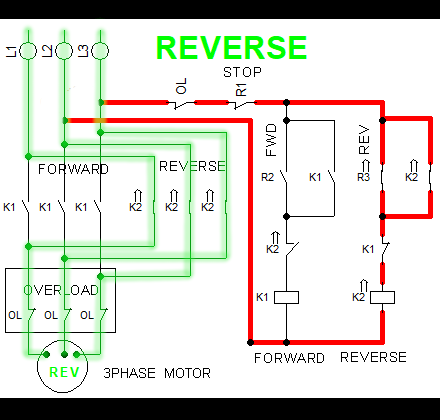 REVERSE
L1 L2 L3
STOP
OL R1
FWD REV
FORWARD REVERSE
R2 K1 R3 K2
K1 K1 K1 K2 K2 K2
K2 K1
OVERLOAD
K1 K2
OL OL OL
FORWARD REVERSE
REV 3PHASE MOTOR